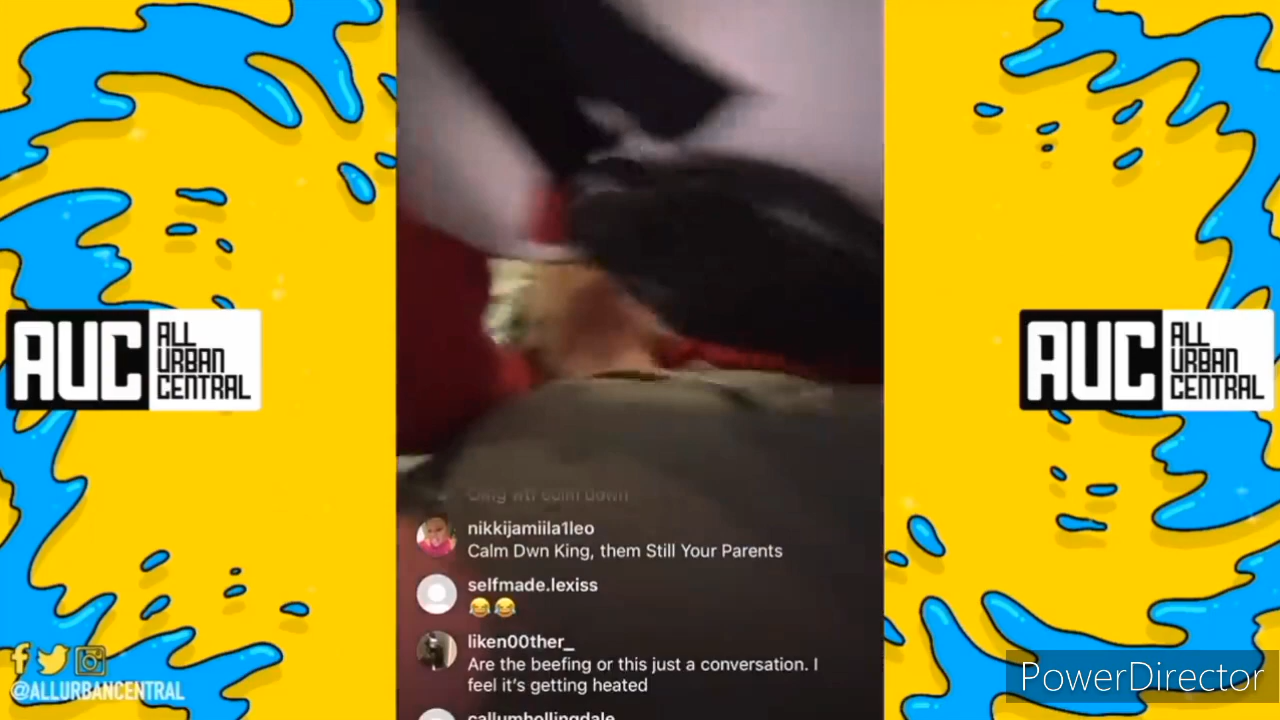 AUC ALL URBAN CENTRAL
AUC ALL URBAN CENTRAL
nikkijamiila1leo
Calm Dwn King, them Still Your Parents
selfmade.lexiss
😂😂
liken00ther_
Are the beefing or this just a conversation. I
feel it's getting heated
callumhollingdale
@ALLURBANCENTRAL
PowerDirector